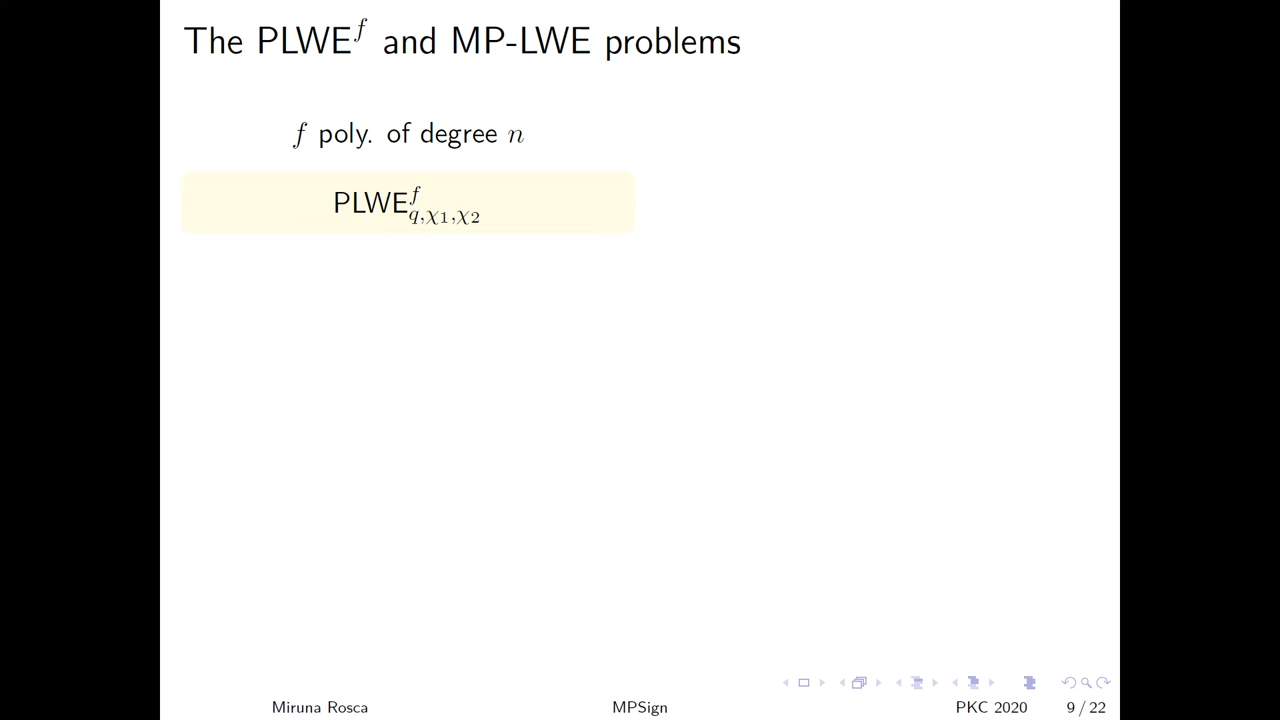 The PLWE^f and MP-LWE problems
f poly. of degree n
PLWE^f_{q,χ₁,χ₂}
Miruna Rosca MPSign PKC 2020 9 / 22